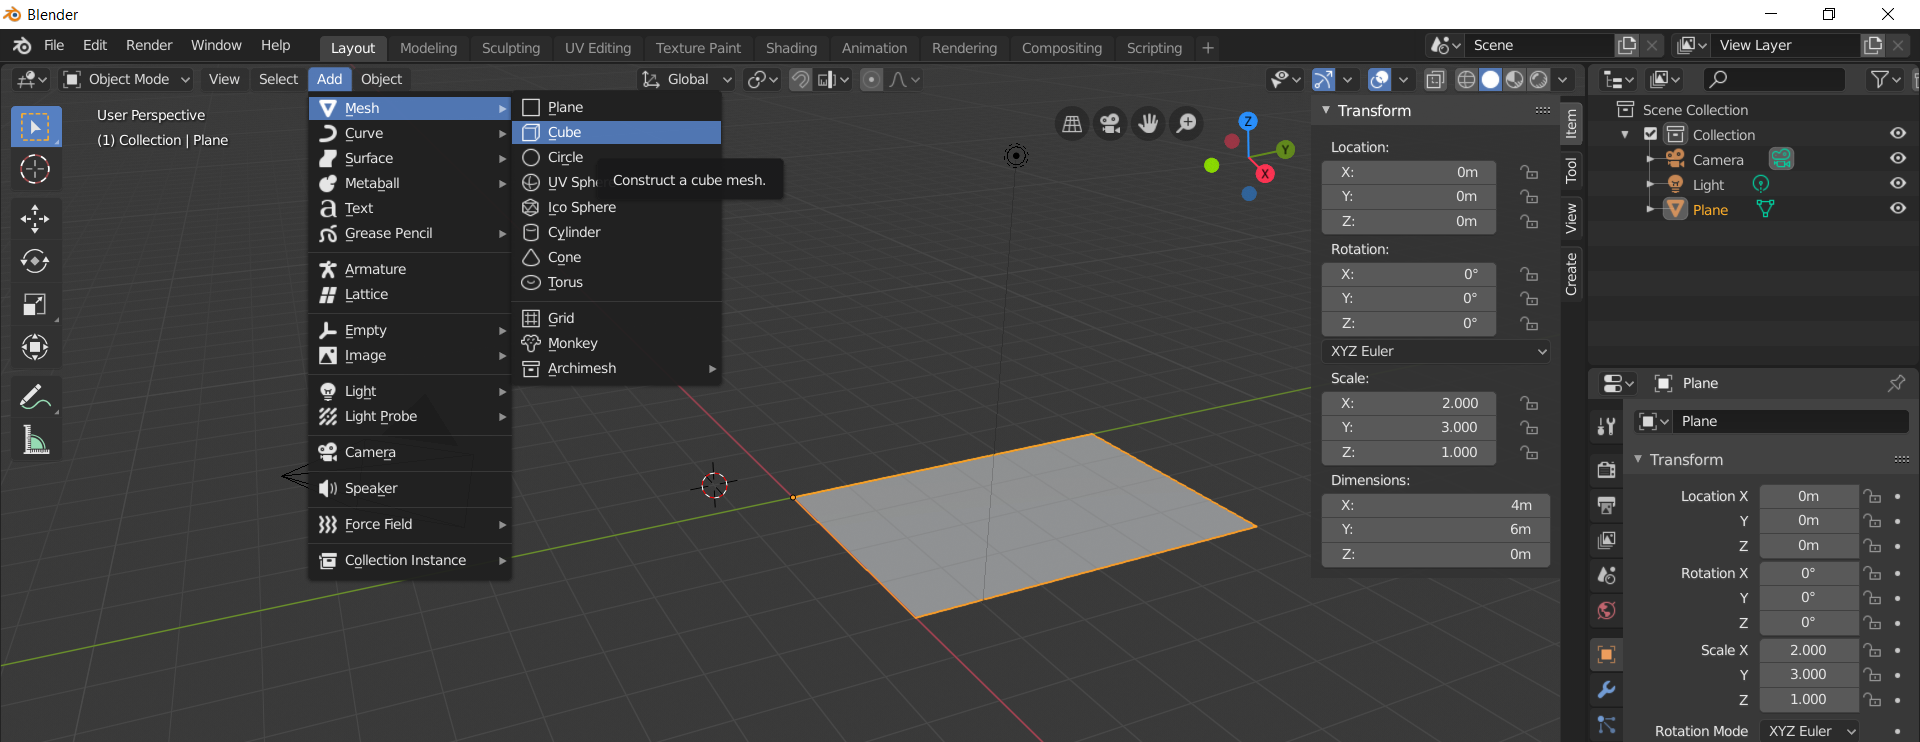 Blender
File Edit Render Window Help Layout Modeling Sculpting UV Editing Texture Paint Shading Animation Rendering Compositing Scripting + Scene View Layer
Object Mode View Select Add Object Global
User Perspective
(1) Collection | Plane
Mesh
Curve
Surface
Metaball
Text
Grease Pencil
Armature
Lattice
Empty
Image
Light
Light Probe
Camera
Speaker
Force Field
Collection Instance
Plane
Cube
Circle
UV Sphe
Ico Sphere
Cylinder
Cone
Torus
Grid
Monkey
Archimesh
Construct a cube mesh.
Z
Y
X
Transform
Location:
X: 0m
Y: 0m
Z: 0m
Rotation:
X: 0°
Y: 0°
Z: 0°
XYZ Euler
Scale:
X: 2.000
Y: 3.000
Z: 1.000
Dimensions:
X: 4m
Y: 6m
Z: 0m
Item
Tool
View
Create
Scene Collection
Collection
Camera
Light
Plane
Plane
Plane
Transform
Location X 0m
Y 0m
Z 0m
Rotation X 0°
Y 0°
Z 0°
Scale X 2.000
Y 3.000
Z 1.000
Rotation Mode XYZ Euler